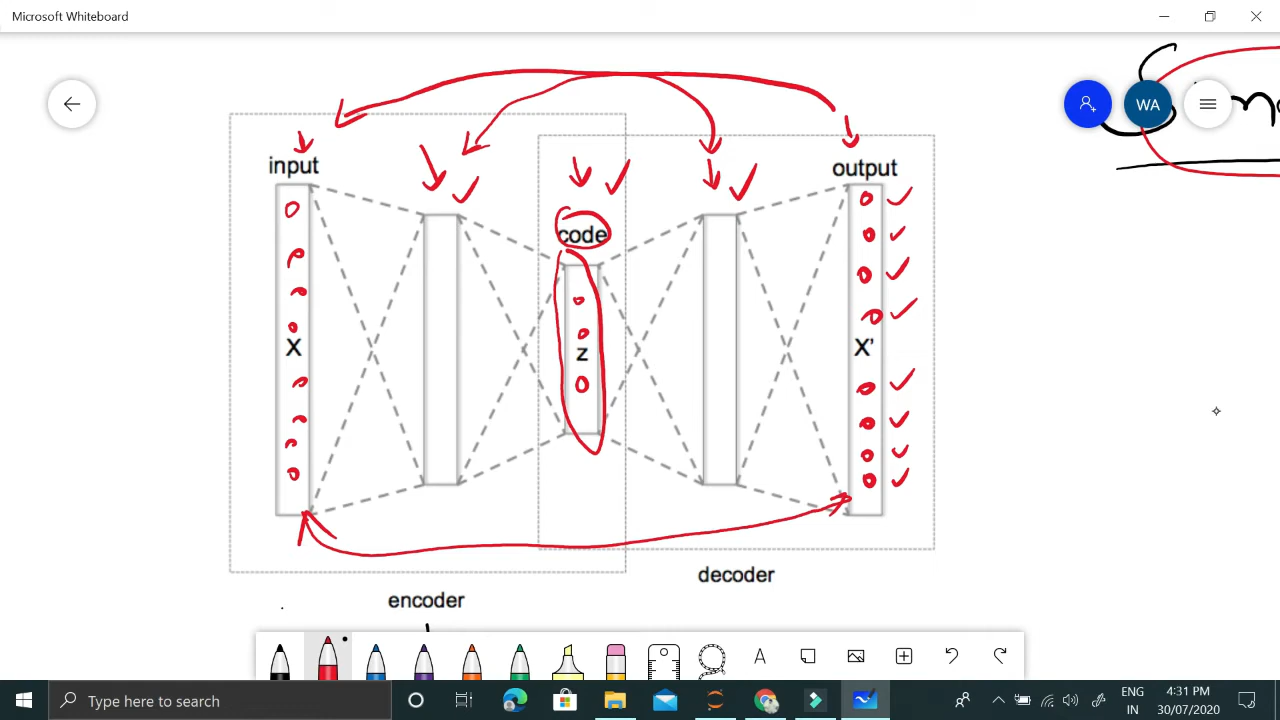 Microsoft Whiteboard
WA
input
output
code
X
z
X'
decoder
encoder
A
Type here to search
ENG
IN
4:31 PM
30/07/2020